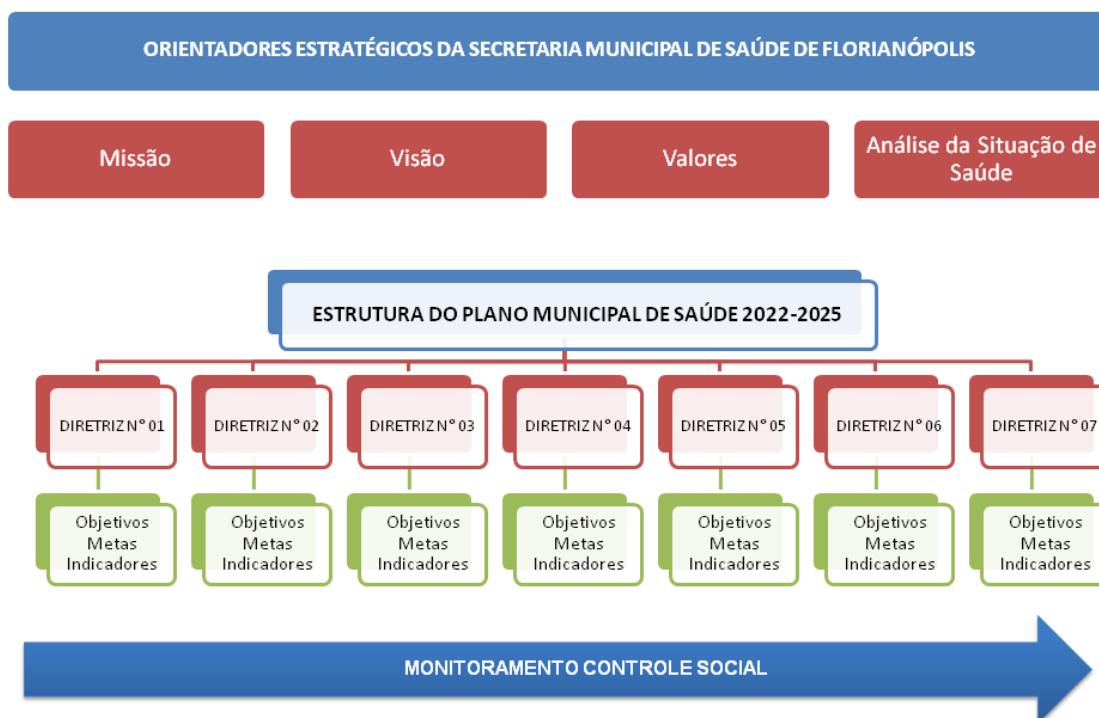 ORIENTADORES ESTRATÉGICOS DA SECRETARIA MUNICIPAL DE SAÚDE DE FLORIANÓPOLIS
Missão
Visão
Valores
Análise da Situação de
Saúde
ESTRUTURA DO PLANO MUNICIPAL DE SAÚDE 2022-2025
DIRETRIZ N° 01
DIRETRIZ N° 02
DIRETRIZ N° 03
DIRETRIZ N° 04
DIRETRIZ N° 05
DIRETRIZ N° 06
DIRETRIZ N° 07
Objetivos
Metas
Indicadores
Objetivos
Metas
Indicadores
Objetivos
Metas
Indicadores
Objetivos
Metas
Indicadores
Objetivos
Metas
Indicadores
Objetivos
Metas
Indicadores
Objetivos
Metas
Indicadores
MONITORAMENTO CONTROLE SOCIAL